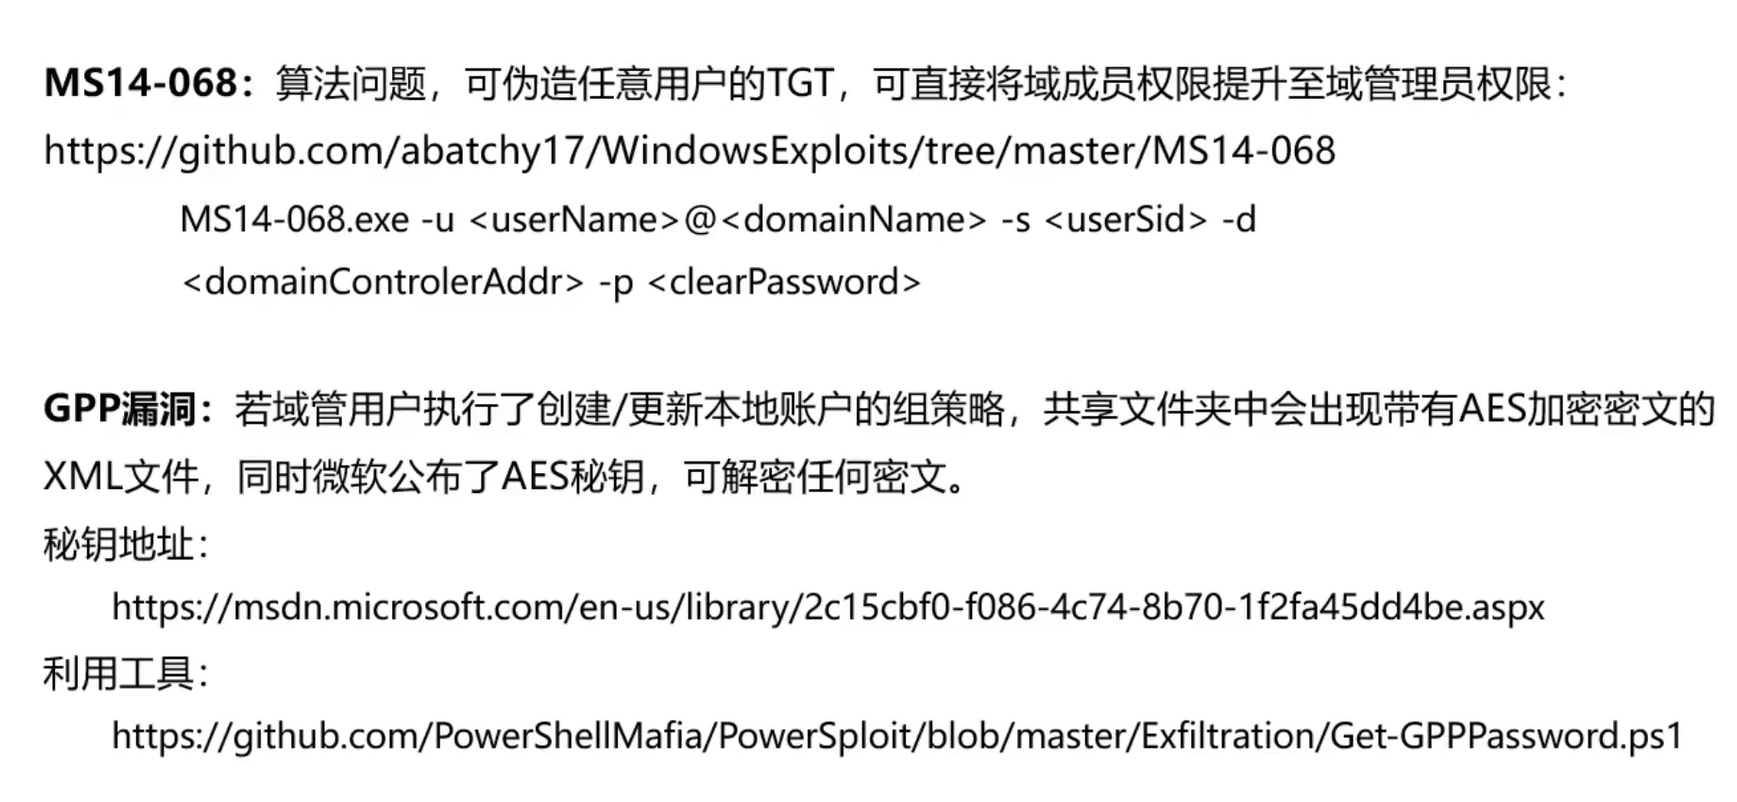 MS14-068：算法问题，可伪造任意用户的TGT，可直接将域成员权限提升至域管理员权限：
https://github.com/abatchy17/WindowsExploits/tree/master/MS14-068
MS14-068.exe -u <userName>@<domainName> -s <userSid> -d
<domainControlerAddr> -p <clearPassword>
GPP漏洞：若域管用户执行了创建/更新本地账户的组策略，共享文件夹中会出现带有AES加密密文的
XML文件，同时微软公布了AES秘钥，可解密任何密文。
秘钥地址：
https://msdn.microsoft.com/en-us/library/2c15cbf0-f086-4c74-8b70-1f2fa45dd4be.aspx
利用工具：
https://github.com/PowerShellMafia/PowerSploit/blob/master/Exfiltration/Get-GPPPassword.ps1